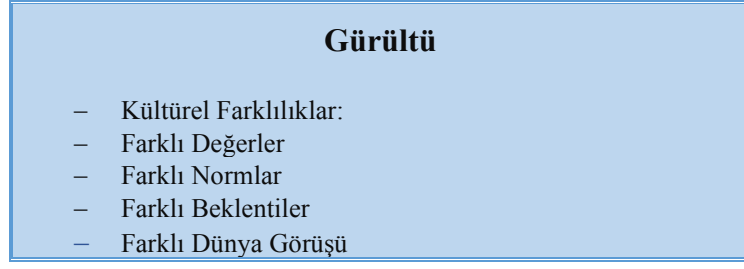 Gürültü
– Kültürel Farklılıklar:
– Farklı Değerler
– Farklı Normlar
– Farklı Beklentiler
– Farklı Dünya Görüşü